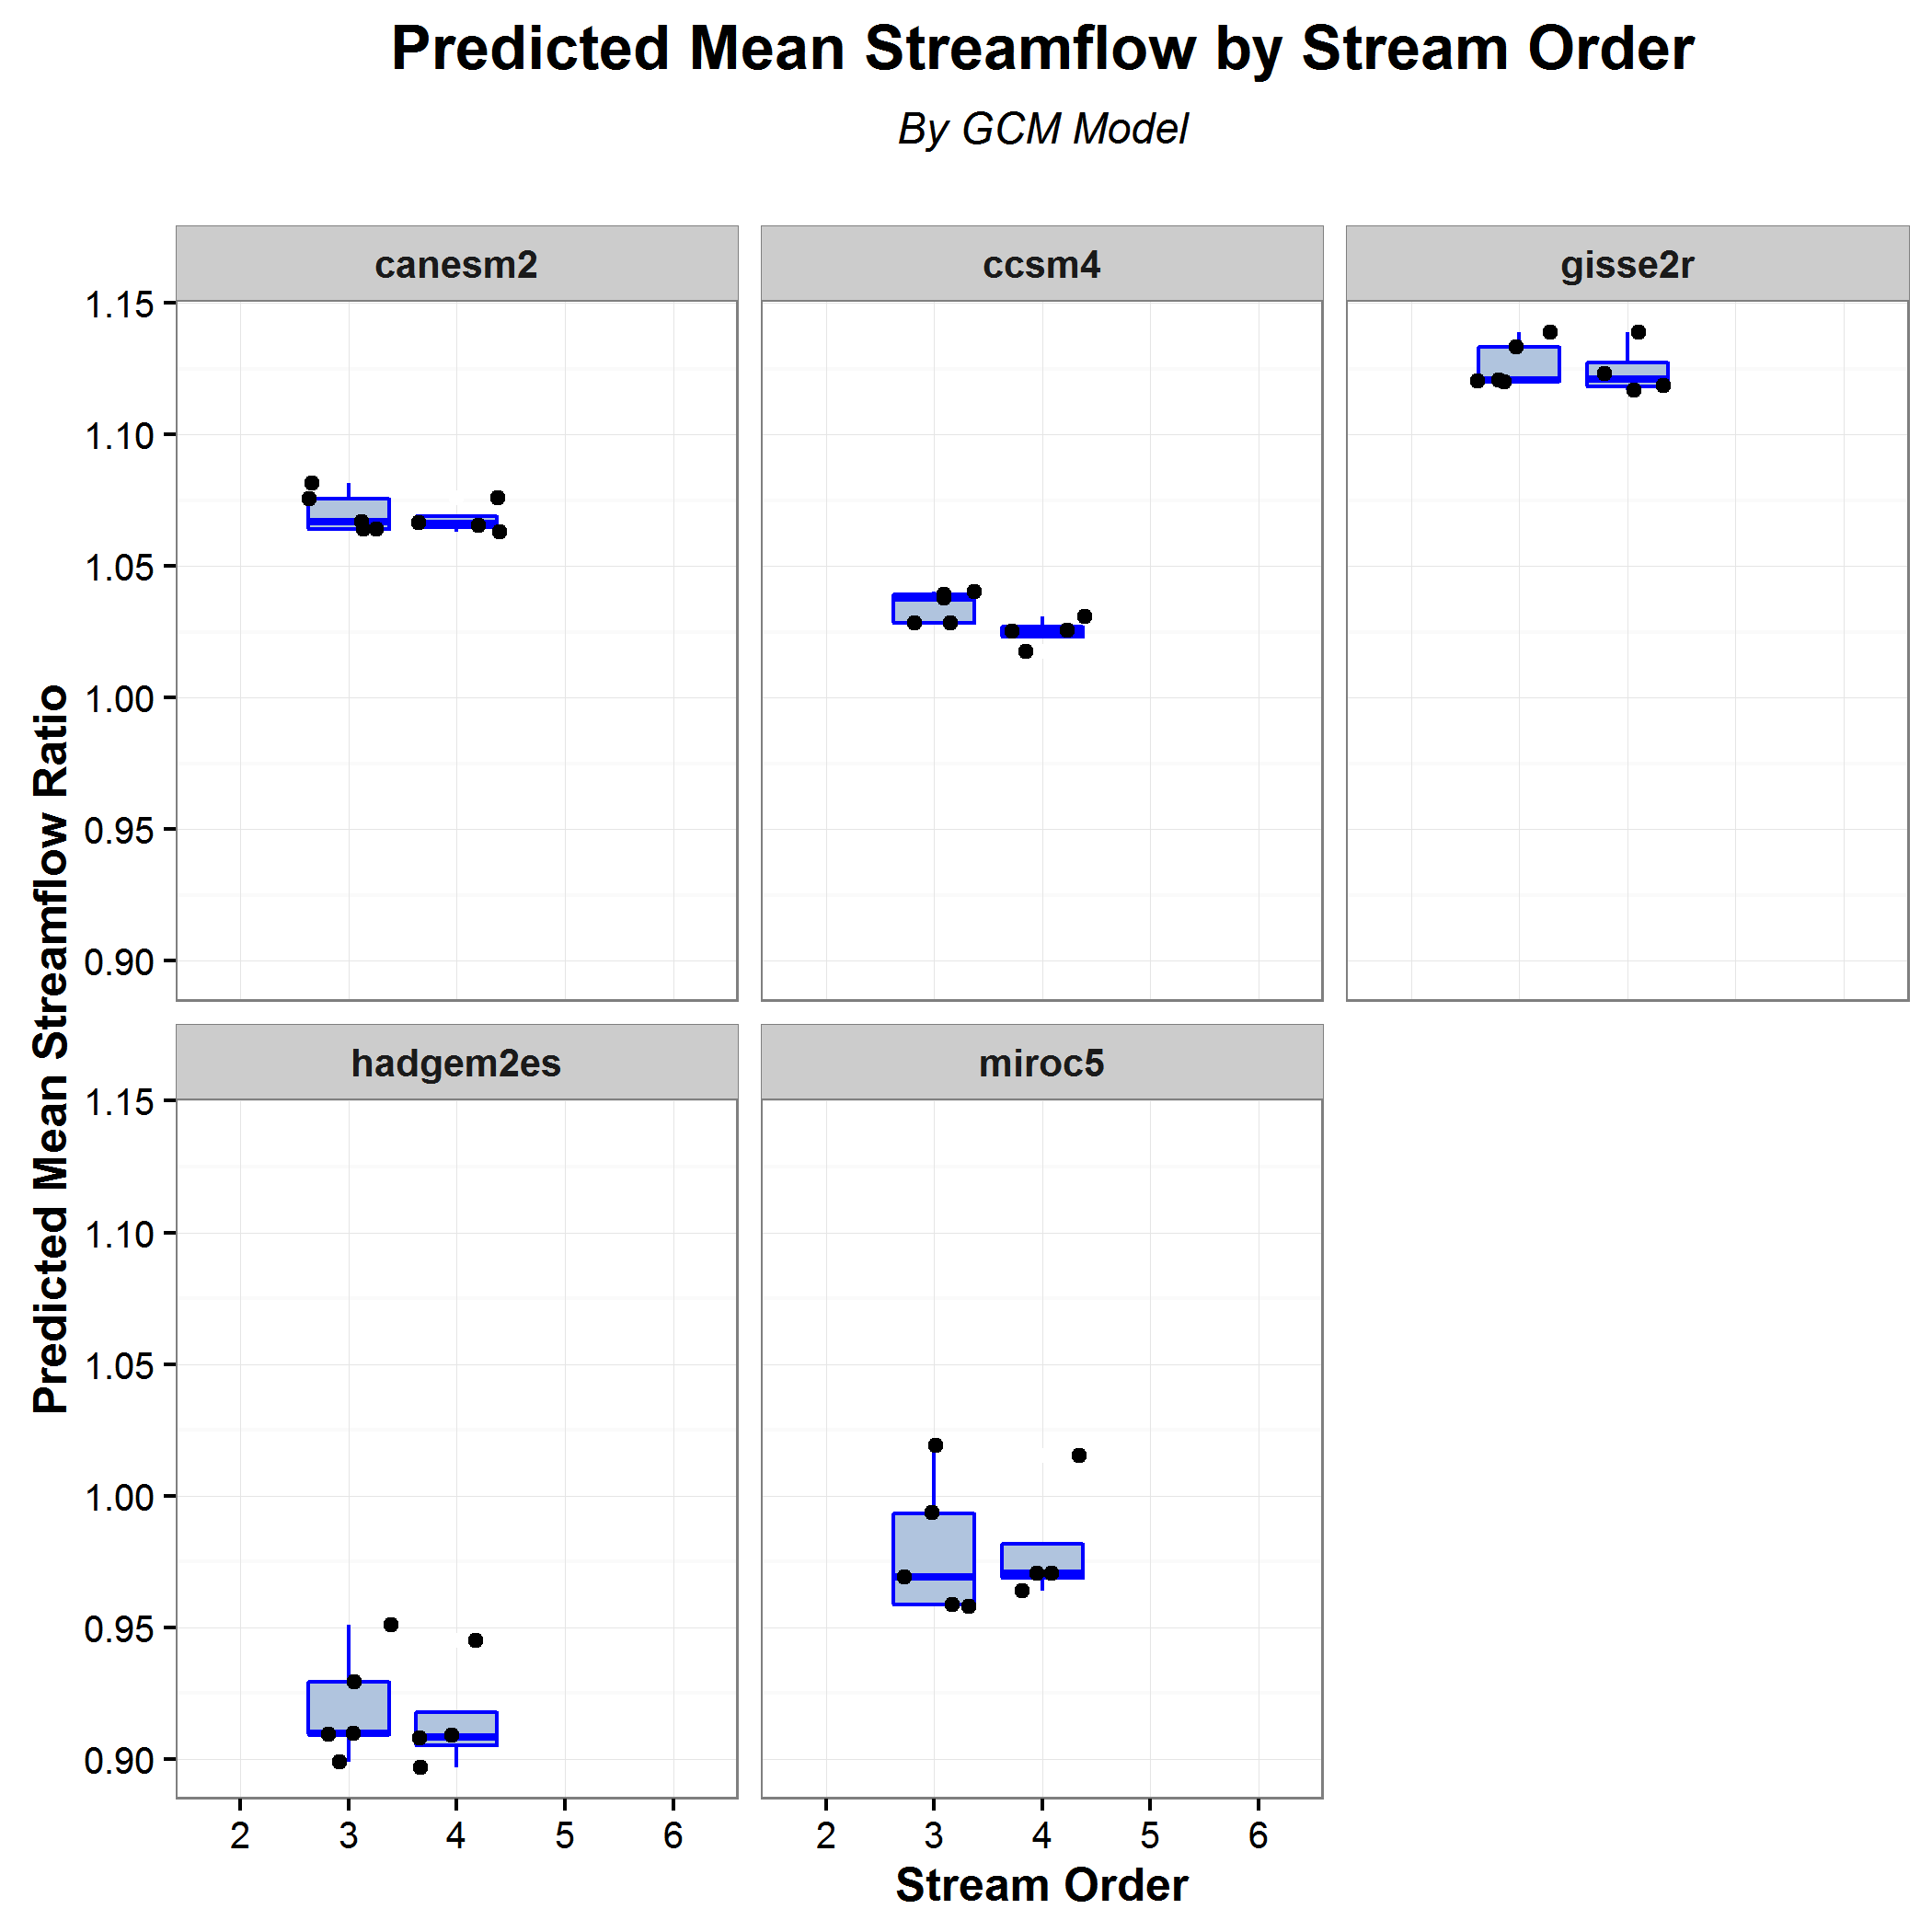 Predicted Mean Streamflow by Stream Order
By GCM Model
canesm2
ccsm4
gisse2r
1.15
1.10
1.05
1.00
0.95
0.90
Predicted Mean Streamflow Ratio
hadgem2es
miroc5
1.15
1.10
1.05
1.00
0.95
0.90
2 3 4 5 6
2 3 4 5 6
Stream Order